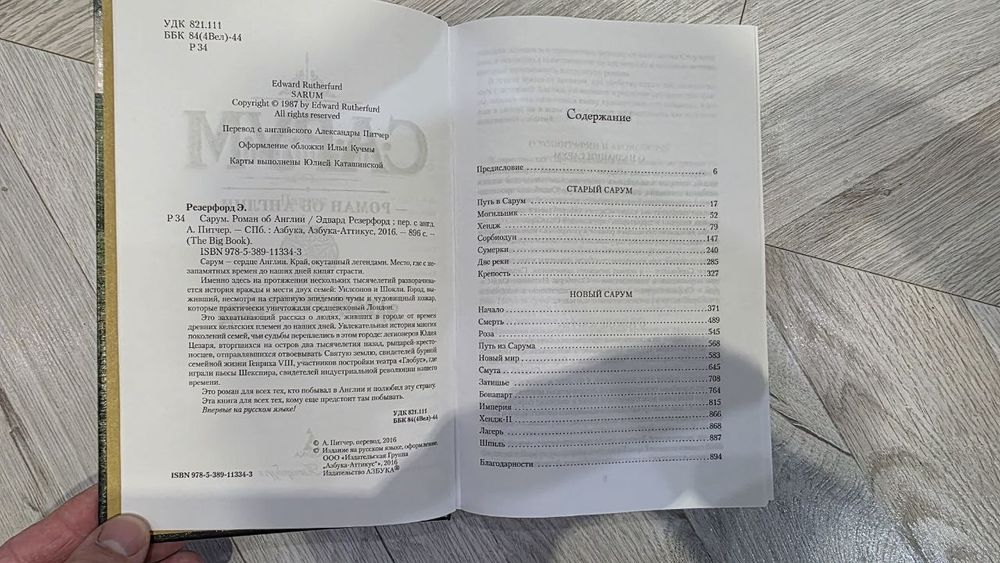 УДК 821.111
ББК 84(4Вел)-44
Р 34
Edward Rutherfurd
SARUM
Copyright © 1987 by Edward Rutherfurd
All rights reserved
Перевод с английского Александры Питчер
Оформление обложки Ильи Кучмы
Карты выполнены Юлией Каташинской
Резерфорд Э.
Р 34 Сарум. Роман об Англии / Эдвард Резерфорд ; пер. с англ.
А. Питчер. — СПб. : Азбука, Азбука-Аттикус, 2016. — 896 с. —
(The Big Book).
ISBN 978-5-389-11334-3
Сарум — сердце Англии. Край, окутанный легендами. Место, где с не-
запамятных времен до наших дней кипят страсти.
Именно здесь на протяжении нескольких тысячелетий разворачива-
ется история вражды и мести двух семей: Уилсонов и Шокли. Город, вы-
живший, несмотря на страшную эпидемию чумы и чудовищный пожар,
которые практически уничтожили средневековый Лондон.
Это захватывающий рассказ о людях, живших в городе от времен
древних кельтских племен до наших дней. Увлекательная история многих
поколений семей, чьи судьбы переплелись в этом городе: легионеров Юлия
Цезаря, вторгшихся на остров два тысячелетия назад, рыцарей-кресто-
носцев, отправлявшихся отвоевывать Святую землю, свидетелей бурной
семейной жизни Генриха VIII, участников постройки театра «Глобус», где
играли пьесы Шекспира, свидетелей индустриальной революции нашего
времени.
Это роман для всех тех, кто побывал в Англии и полюбил эту страну.
Эта книга для всех тех, кому еще предстоит там побывать.
Впервые на русском языке!
УДК 821.111
ББК 84(4Вел)-44
© А. Питчер, перевод, 2016
© Издание на русском языке, оформление.
ООО «Издательская Группа
„Азбука-Аттикус“, 2016
Издательство АЗБУКА®
ISBN 978-5-389-11334-3
Содержание
Предисловие 6
СТАРЫЙ САРУМ
Путь в Сарум 17
Могильник 52
Хендж 79
Сорбиодун 147
Сумерки 240
Две реки 285
Крепость 327
НОВЫЙ САРУМ
Начало 371
Смерть 489
Роза 545
Путь из Сарума 568
Новый мир 583
Смута 645
Затишье 708
Бонапарт 764
Империя 815
Хендж-II 866
Лагерь 868
Шпиль 887
Благодарности 894